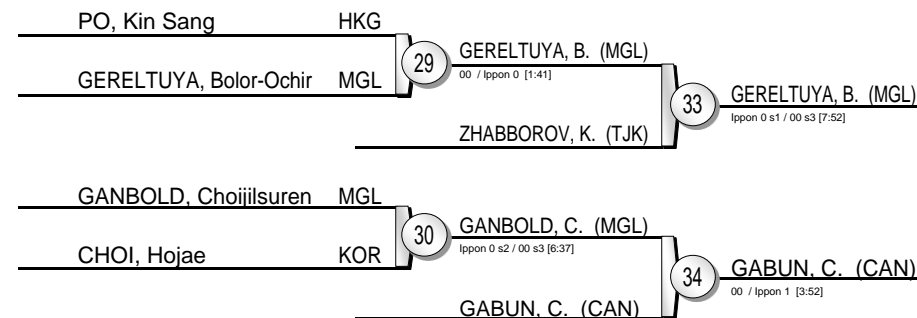 PO, Kin Sang HKG
29
GERELTUYA, B. (MGL)
00 / Ippon 0 [1:41]
GERELTUYA, Bolor-Ochir MGL
33
GERELTUYA, B. (MGL)
Ippon 0 s1 / 00 s3 [7:52]
ZHABBOROV, K. (TJK)
GANBOLD, Choijilsuren MGL
30
GANBOLD, C. (MGL)
Ippon 0 s2 / 00 s3 [6:37]
CHOI, Hojae KOR
34
GABUN, C. (CAN)
00 / Ippon 1 [3:52]
GABUN, C. (CAN)